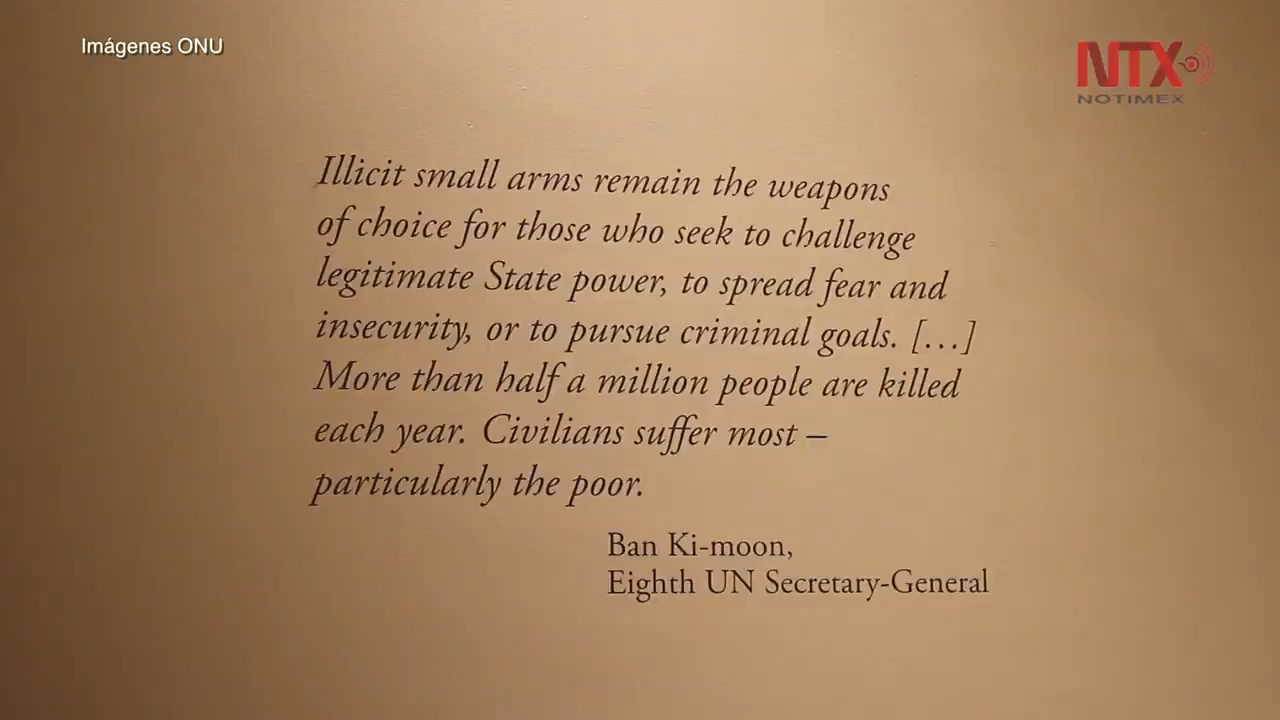 Imágenes ONU
NTX
NOTIMEX
Illicit small arms remain the weapons
of choice for those who seek to challenge
legitimate State power, to spread fear and
insecurity, or to pursue criminal goals. […]
More than half a million people are killed
each year. Civilians suffer most –
particularly the poor.
Ban Ki-moon,
Eighth UN Secretary-General